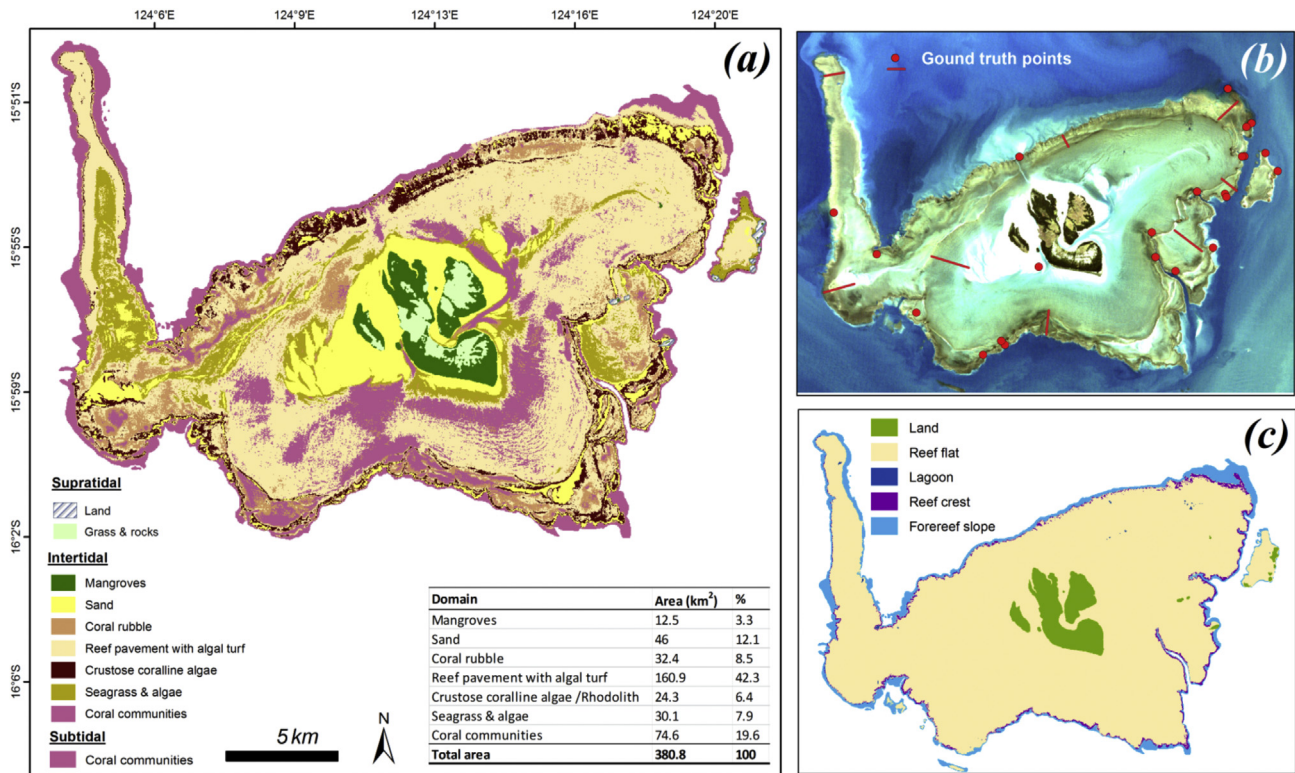 124°6'E 124°9'E 124°13'E 124°16'E 124°20'E
(a)
15°51'S
15°55'S
15°59'S
16°2'S
16°6'S
Supratidal
Land
Grass & rocks
Intertidal
Mangroves
Sand
Coral rubble
Reef pavement with algal turf
Crustose coralline algae
Seagrass & algae
Coral communities
Subtidal
Coral communities
5 km
N
Domain Area (km²) %
Mangroves 12.5 3.3
Sand 46 12.1
Coral rubble 32.4 8.5
Reef pavement with algal turf 160.9 42.3
Crustose coralline algae /Rhodolith 24.3 6.4
Seagrass & algae 30.1 7.9
Coral communities 74.6 19.6
Total area 380.8 100
Gound truth points
(b)
Land
Reef flat
Lagoon
Reef crest
Forereef slope
(c)